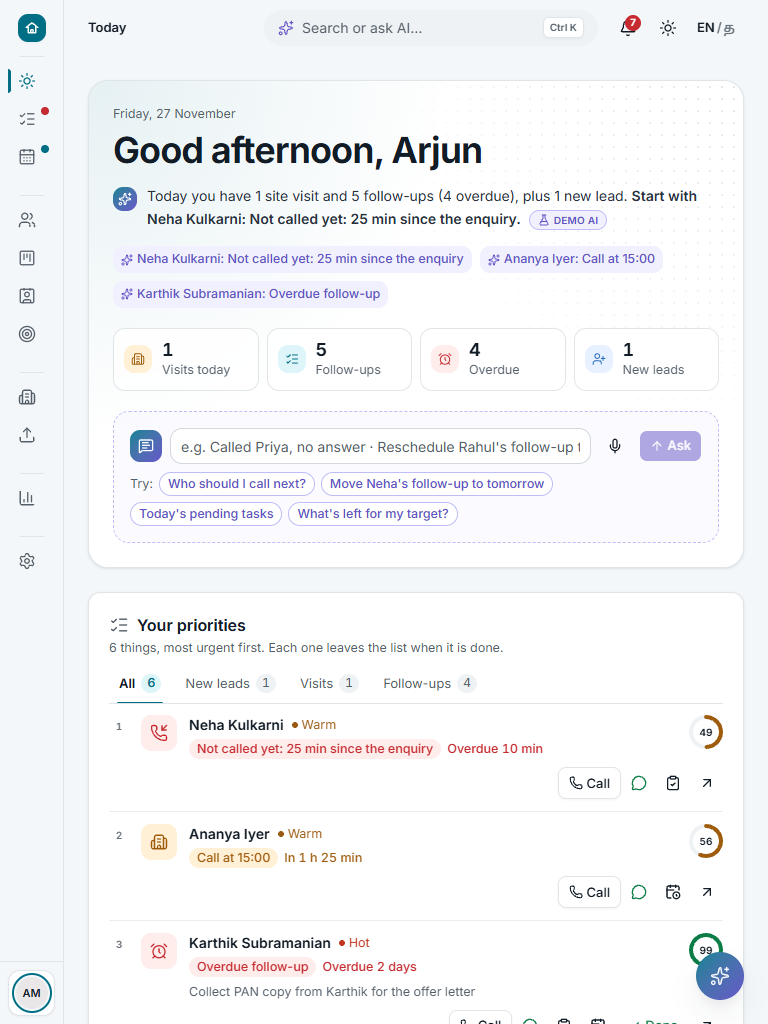 Today
Search or ask AI...
Ctrl K
7
EN / த
Friday, 27 November
Good afternoon, Arjun
Today you have 1 site visit and 5 follow-ups (4 overdue), plus 1 new lead. Start with
Neha Kulkarni: Not called yet: 25 min since the enquiry. DEMO AI
Neha Kulkarni: Not called yet: 25 min since the enquiry
Ananya Iyer: Call at 15:00
Karthik Subramanian: Overdue follow-up
1
Visits today
5
Follow-ups
4
Overdue
1
New leads
e.g. Called Priya, no answer · Reschedule Rahul's follow-up t
Ask
Try: Who should I call next? Move Neha's follow-up to tomorrow
Today's pending tasks What's left for my target?
Your priorities
6 things, most urgent first. Each one leaves the list when it is done.
All 6 New leads 1 Visits 1 Follow-ups 4
1 Neha Kulkarni Warm 49
Not called yet: 25 min since the enquiry Overdue 10 min
Call
2 Ananya Iyer Warm 56
Call at 15:00 In 1 h 25 min
Call
3 Karthik Subramanian Hot 99
Overdue follow-up Overdue 2 days
Collect PAN copy from Karthik for the offer letter
Call Done
AM